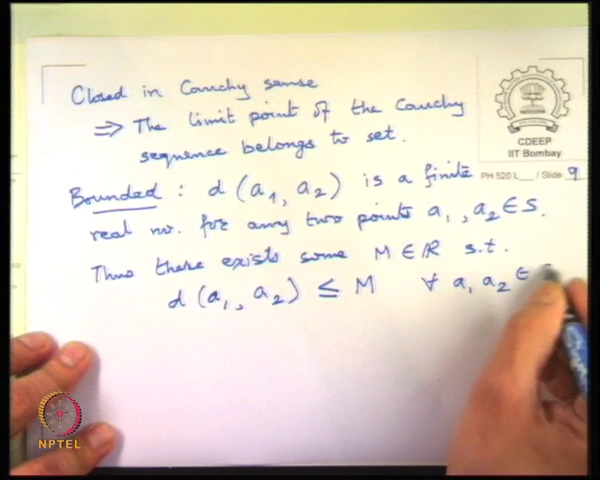 Closed in Cauchy sense
⇒ The limit point of the Cauchy
sequence belongs to set.
Bounded : d(a₁, a₂) is a finite
real no. for any two points a₁, a₂ ∈ S.
Thus there exists some M ∈ ℝ s.t.
d(a₁, a₂) ≤ M ∀ a₁ a₂ ∈
CDEEP
IIT Bombay
PH 520 L___ / Slide 9
NPTEL